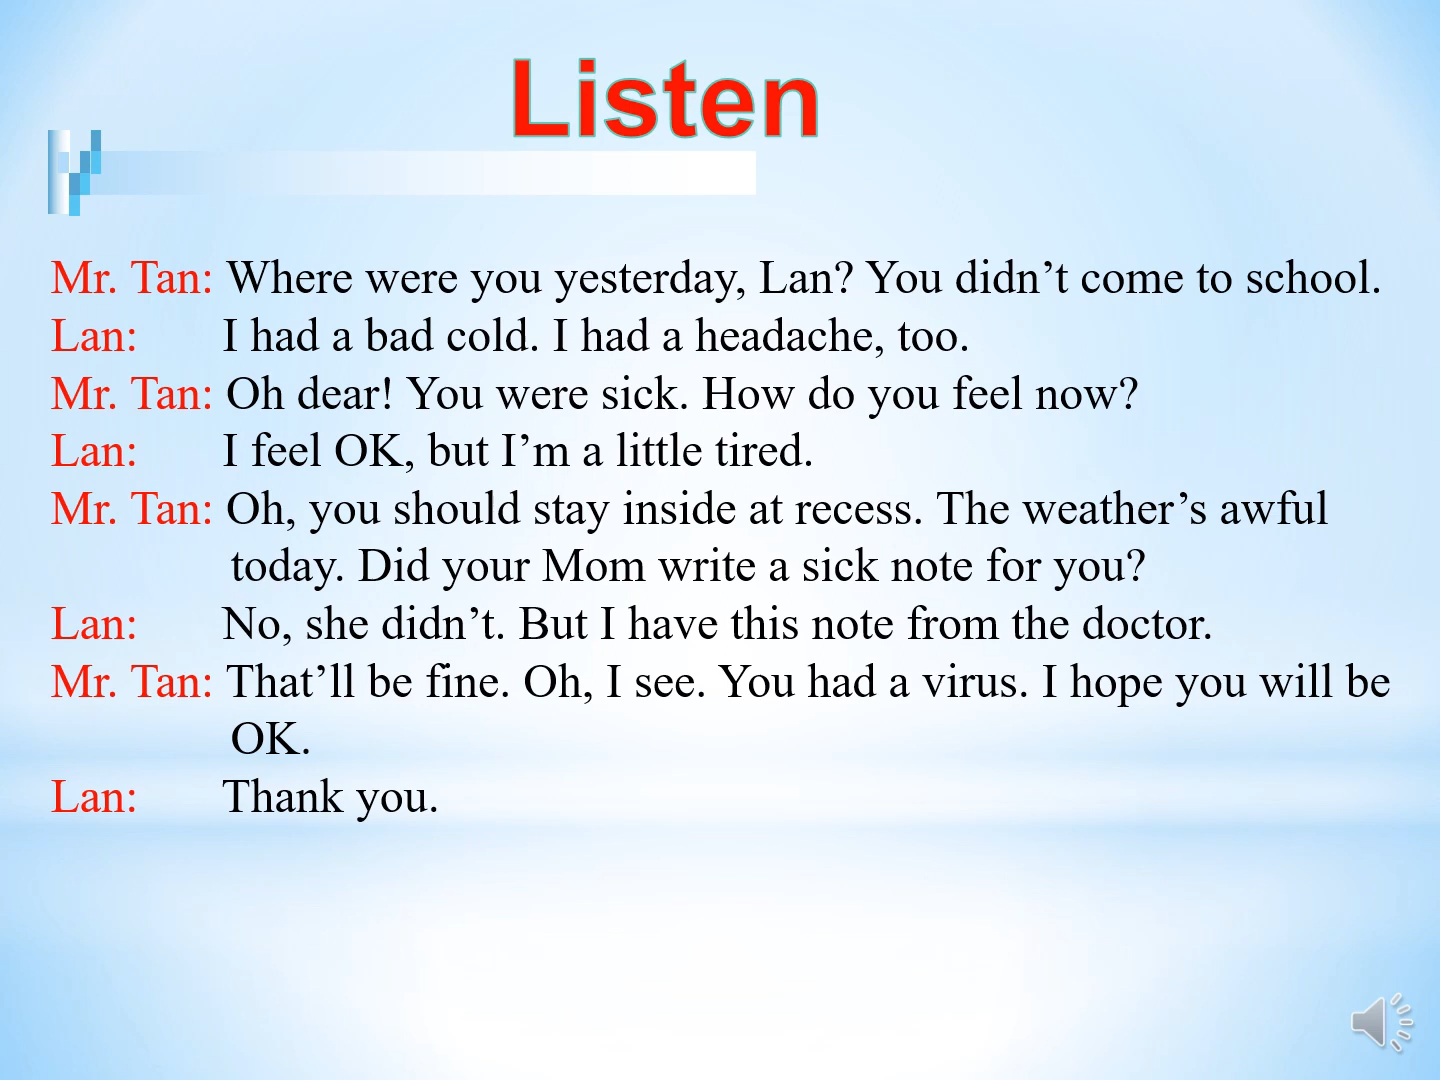 Listen
Mr. Tan: Where were you yesterday, Lan? You didn’t come to school.
Lan: I had a bad cold. I had a headache, too.
Mr. Tan: Oh dear! You were sick. How do you feel now?
Lan: I feel OK, but I’m a little tired.
Mr. Tan: Oh, you should stay inside at recess. The weather’s awful
today. Did your Mom write a sick note for you?
Lan: No, she didn’t. But I have this note from the doctor.
Mr. Tan: That’ll be fine. Oh, I see. You had a virus. I hope you will be
OK.
Lan: Thank you.